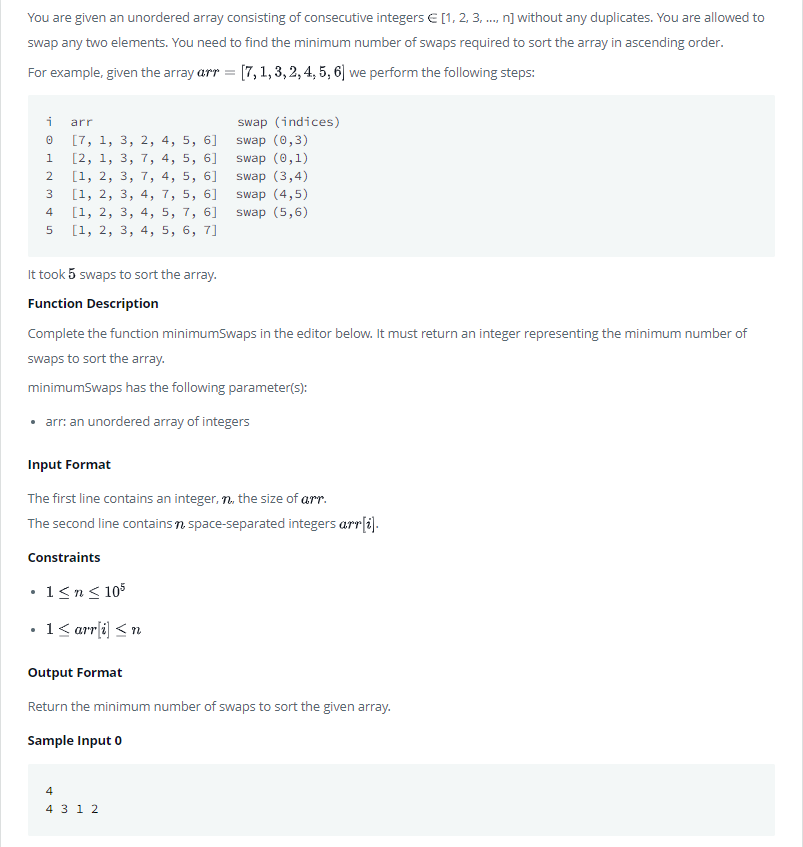 You are given an unordered array consisting of consecutive integers ∈ [1, 2, 3, ..., n] without any duplicates. You are allowed to
swap any two elements. You need to find the minimum number of swaps required to sort the array in ascending order.
For example, given the array arr = [7, 1, 3, 2, 4, 5, 6] we perform the following steps:
i   arr                     swap (indices)
0   [7, 1, 3, 2, 4, 5, 6]   swap (0,3)
1   [2, 1, 3, 7, 4, 5, 6]   swap (0,1)
2   [1, 2, 3, 7, 4, 5, 6]   swap (3,4)
3   [1, 2, 3, 4, 7, 5, 6]   swap (4,5)
4   [1, 2, 3, 4, 5, 7, 6]   swap (5,6)
5   [1, 2, 3, 4, 5, 6, 7]
It took 5 swaps to sort the array.
Function Description
Complete the function minimumSwaps in the editor below. It must return an integer representing the minimum number of
swaps to sort the array.
minimumSwaps has the following parameter(s):
• arr: an unordered array of integers
Input Format
The first line contains an integer, n, the size of arr.
The second line contains n space-separated integers arr[i].
Constraints
• 1 ≤ n ≤ 10⁵
• 1 ≤ arr[i] ≤ n
Output Format
Return the minimum number of swaps to sort the given array.
Sample Input 0
4
4 3 1 2